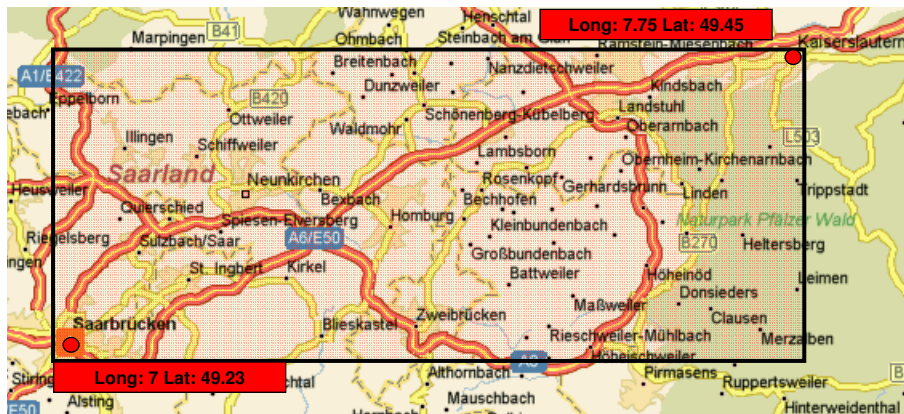 Wahnwegen
Henschtal
Long: 7.75 Lat: 49.45
B41
Marpingen
Ohmbach
Steinbach am Glan
Ramstein-Miesenbach
Kaiserslautern
Breitenbach
Nanzdietschweiler
A1/E422
Dunzweiler
Kindsbach
Eppelborn
B420
Landstuhl
Ottweiler
Waldmohr
Schönenberg-Kübelberg
Oberarnbach
L503
Illingen
Schiffweiler
Lambsborn
Obernheim-Kirchenarnbach
Saarland
Neunkirchen
Rosenkopf
Gerhardsbrunn
Heusweiler
Bexbach
Bechhofen
Linden
Trippstadt
Quierschied
Spiesen-Elversberg
Homburg
Kleinbundenbach
Naturpark Pfälzer Wald
Riegelsberg
Sulzbach/Saar
A6/E50
Großbundenbach
B270
Heltersberg
St. Ingbert
Kirkel
Battweiler
Höheinöd
Leimen
Donsieders
Maßweiler
Saarbrücken
Zweibrücken
Clausen
Blieskastel
Rieschweiler-Mühlbach
Merzalben
Höheischweiler
A8
Long: 7 Lat: 49.23
Althornbach
Pirmasens
Ruppertsweiler
Alsting
Mauschbach
Hinterweidenthal
E50